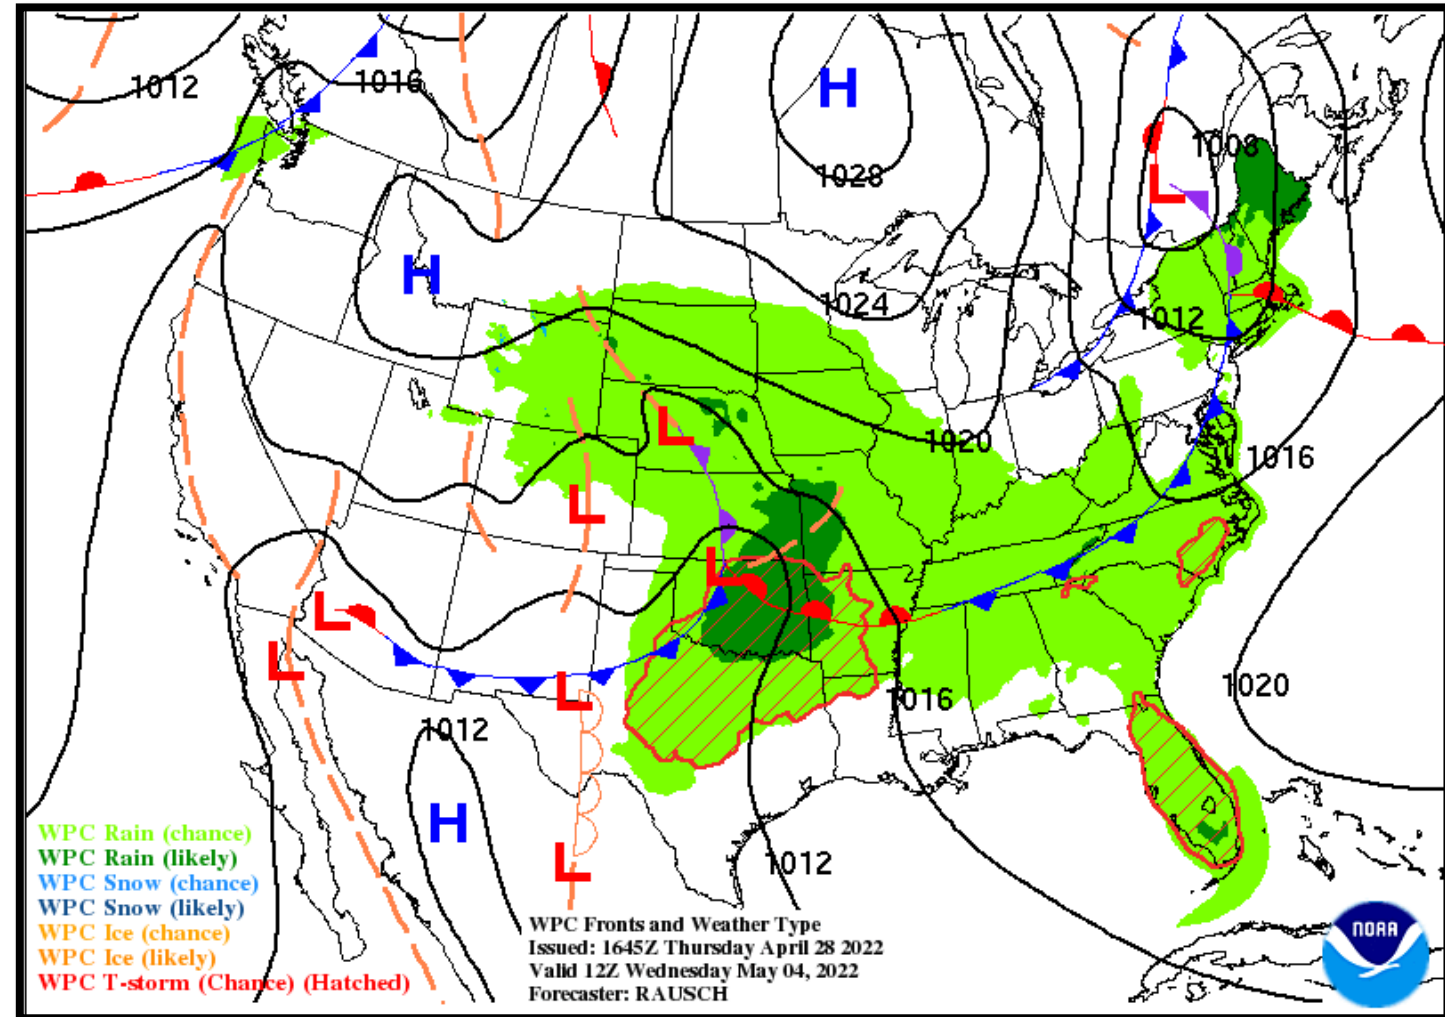 1012
1016
H
1008
1028
L
H
1024
1012
L
1020
1016
L
L
L
L
1020
L
1016
1012
H
1012
L
WPC Rain (chance)
WPC Rain (likely)
WPC Snow (chance)
WPC Snow (likely)
WPC Ice (chance)
WPC Ice (likely)
WPC T-storm (Chance) (Hatched)
WPC Fronts and Weather Type
Issued: 1645Z Thursday April 28 2022
Valid 12Z Wednesday May 04, 2022
Forecaster: RAUSCH
NOAA